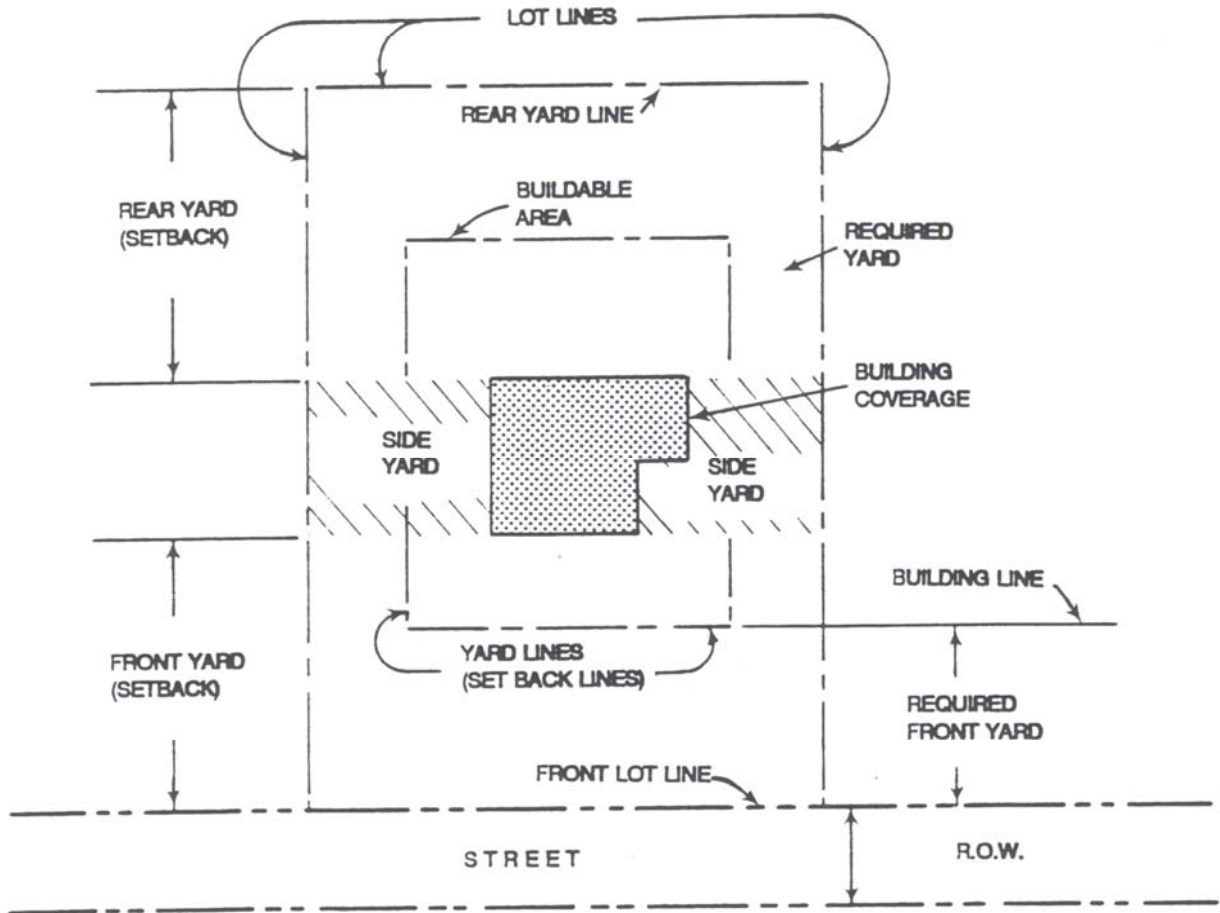 LOT LINES
REAR YARD LINE
BUILDABLE
AREA
REAR YARD
(SETBACK)
REQUIRED
YARD
BUILDING
COVERAGE
SIDE
YARD
SIDE
YARD
BUILDING LINE
FRONT YARD
(SETBACK)
YARD LINES
(SET BACK LINES)
REQUIRED
FRONT YARD
FRONT LOT LINE
STREET
R.O.W.